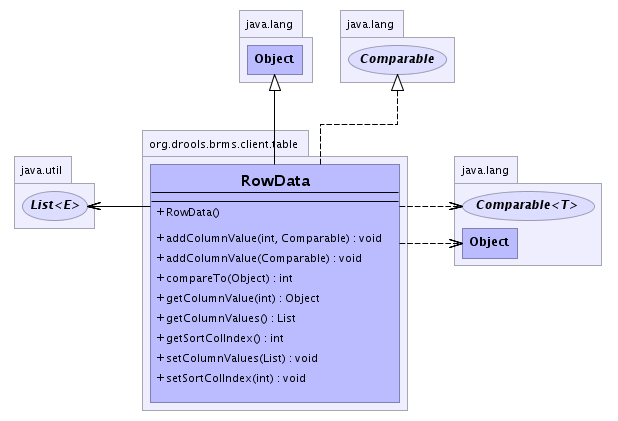 java.lang
Object
java.lang
Comparable
org.drools.brms.client.table
RowData
+ RowData()
+ addColumnValue(int, Comparable) : void
+ addColumnValue(Comparable) : void
+ compareTo(Object) : int
+ getColumnValue(int) : Object
+ getColumnValues() : List
+ getSortColIndex() : int
+ setColumnValues(List) : void
+ setSortColIndex(int) : void
java.util
List<E>
java.lang
Comparable<T>
Object